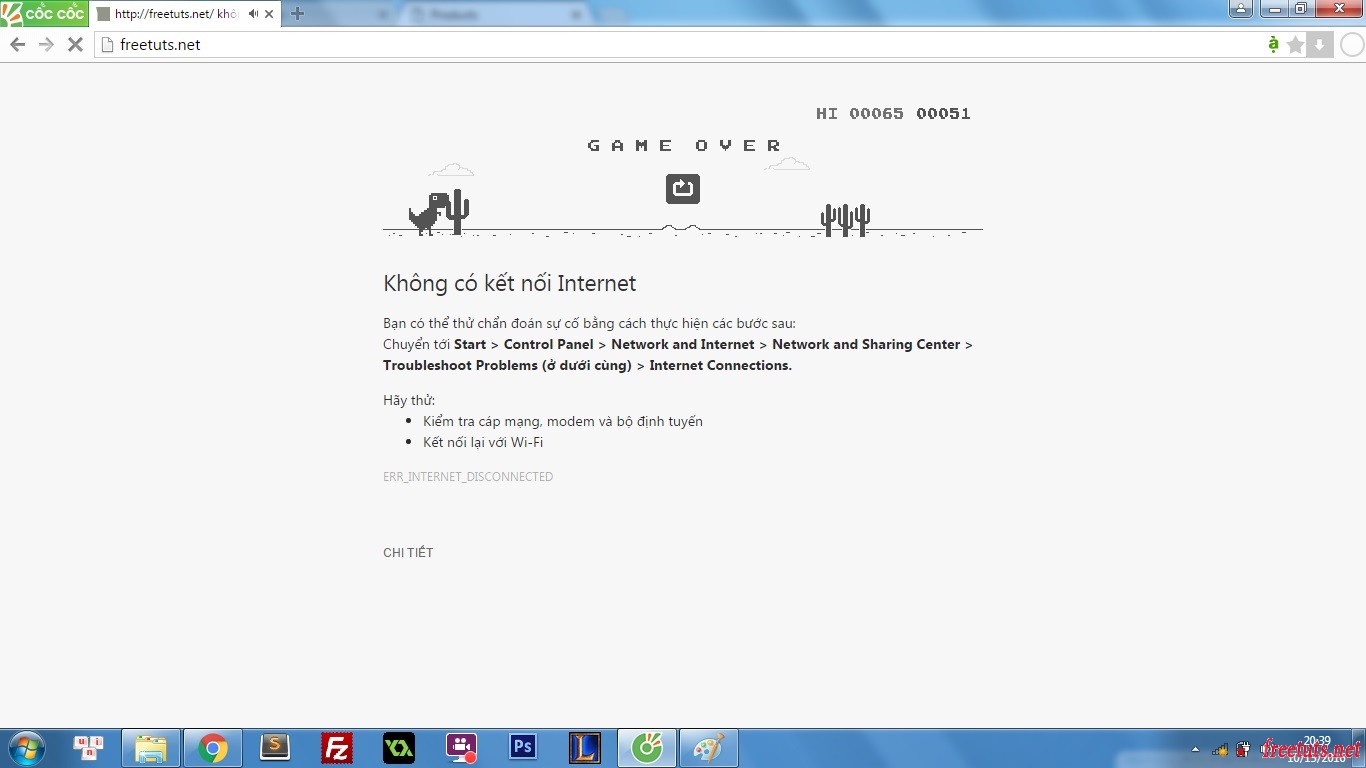 cốc cốc
http://freetuts.net/ khô
freetuts.net
HI 00065 00051
GAME OVER
Không có kết nối Internet
Bạn có thể thử chẩn đoán sự cố bằng cách thực hiện các bước sau:
Chuyển tới Start > Control Panel > Network and Internet > Network and Sharing Center >
Troubleshoot Problems (ở dưới cùng) > Internet Connections.
Hãy thử:
Kiểm tra cáp mạng, modem và bộ định tuyến
Kết nối lại với Wi-Fi
ERR_INTERNET_DISCONNECTED
CHI TIẾT
u n i n
S
Fz
Ps
L
20:39
10/15/2016
freetuts.net